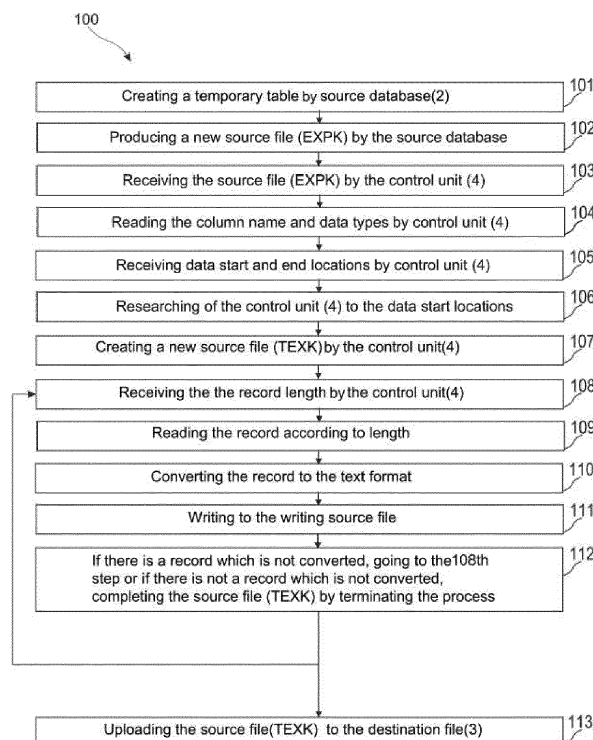 100
Creating a temporary table by source database(2)
101
Producing a new source file (EXPK) by the source database
102
Receiving the source file (EXPK) by the control unit (4)
103
Reading the column name and data types by control unit (4)
104
Receiving data start and end locations by control unit (4)
105
Researching of the control unit (4) to the data start locations
106
Creating a new source file (TEXK) by the control unit(4)
107
Receiving the the record length by the control unit(4)
108
Reading the record according to length
109
Converting the record to the text format
110
Writing to the writing source file
111
If there is a record which is not converted, going to the 108th
step or if there is not a record which is not converted,
completing the source file (TEXK) by terminating the process
112
Uploading the source file(TEXK) to the destination file(3)
113